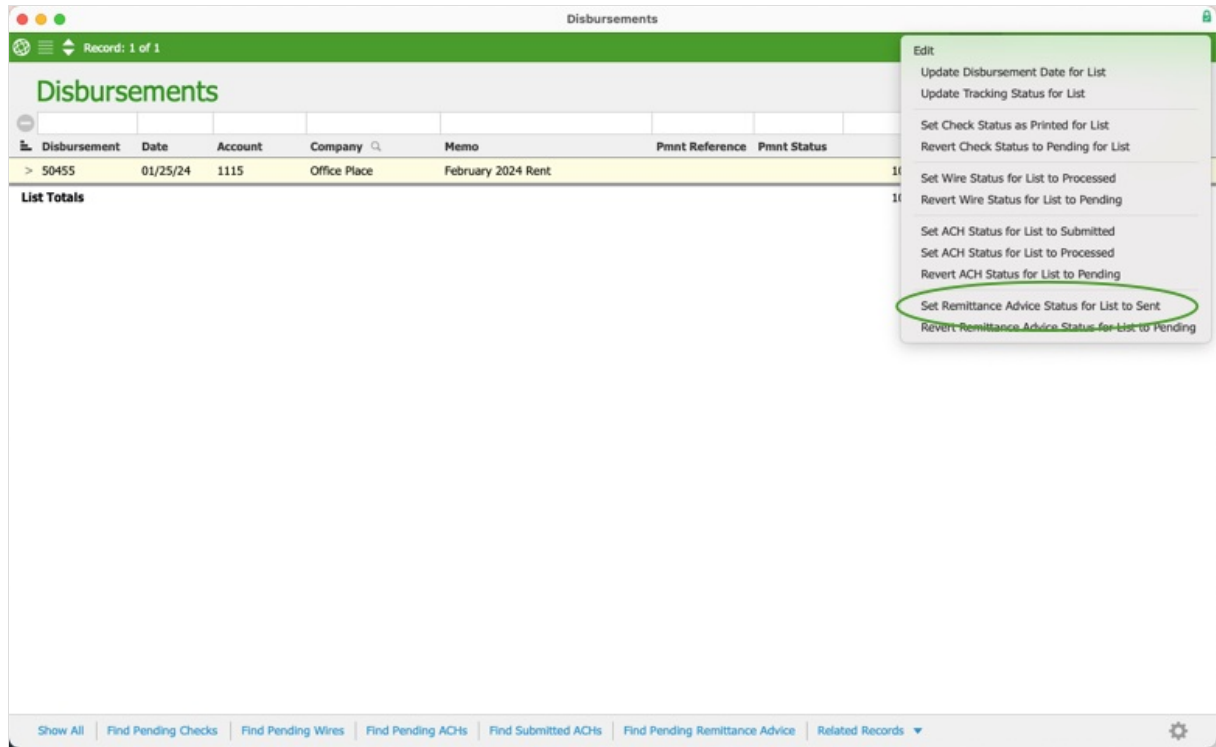 Disbursements
Record: 1 of 1
Disbursements
Disbursement Date Account Company Memo Pmnt Reference Pmnt Status
> 50455 01/25/24 1115 Office Place February 2024 Rent
List Totals
Edit
Update Disbursement Date for List
Update Tracking Status for List
Set Check Status as Printed for List
Revert Check Status to Pending for List
Set Wire Status for List to Processed
Revert Wire Status for List to Pending
Set ACH Status for List to Submitted
Set ACH Status for List to Processed
Revert ACH Status for List to Pending
Set Remittance Advice Status for List to Sent
Revert Remittance Advice Status for List to Pending
Show All Find Pending Checks Find Pending Wires Find Pending ACHs Find Submitted ACHs Find Pending Remittance Advice Related Records ▼